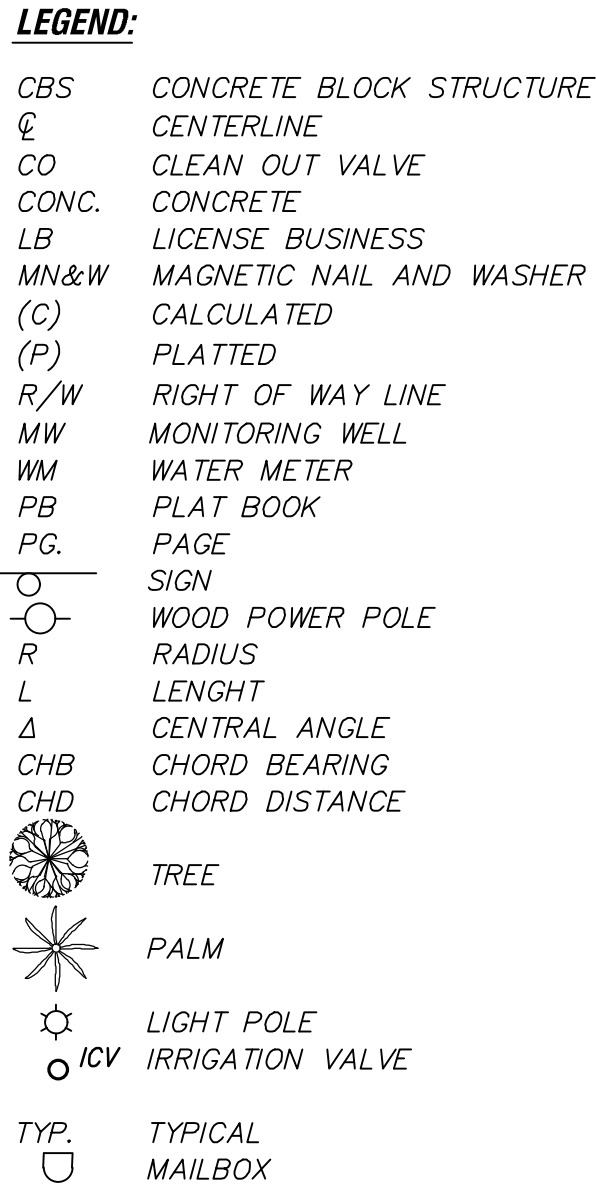 LEGEND:
CBS CONCRETE BLOCK STRUCTURE
℄ CENTERLINE
CO CLEAN OUT VALVE
CONC. CONCRETE
LB LICENSE BUSINESS
MN&W MAGNETIC NAIL AND WASHER
(C) CALCULATED
(P) PLATTED
R/W RIGHT OF WAY LINE
MW MONITORING WELL
WM WATER METER
PB PLAT BOOK
PG. PAGE
SIGN
WOOD POWER POLE
R RADIUS
L LENGHT
Δ CENTRAL ANGLE
CHB CHORD BEARING
CHD CHORD DISTANCE
TREE
PALM
LIGHT POLE
ICV IRRIGATION VALVE
TYP. TYPICAL
MAILBOX